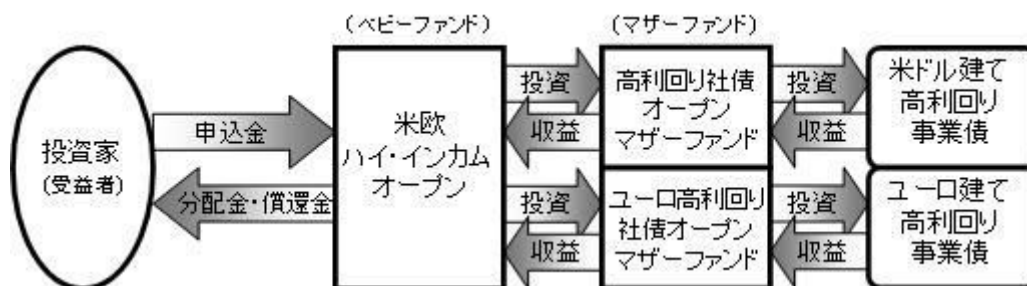 (ベビーファンド)
(マザーファンド)
投資家
(受益者)
申込金
分配金・償還金
米欧
ハイ・インカム
オープン
投資
収益
投資
収益
高利回り社債
オープン
マザーファンド
ユーロ高利回り
社債オープン
マザーファンド
投資
収益
投資
収益
米ドル建て
高利回り
事業債
ユーロ建て
高利回り
事業債